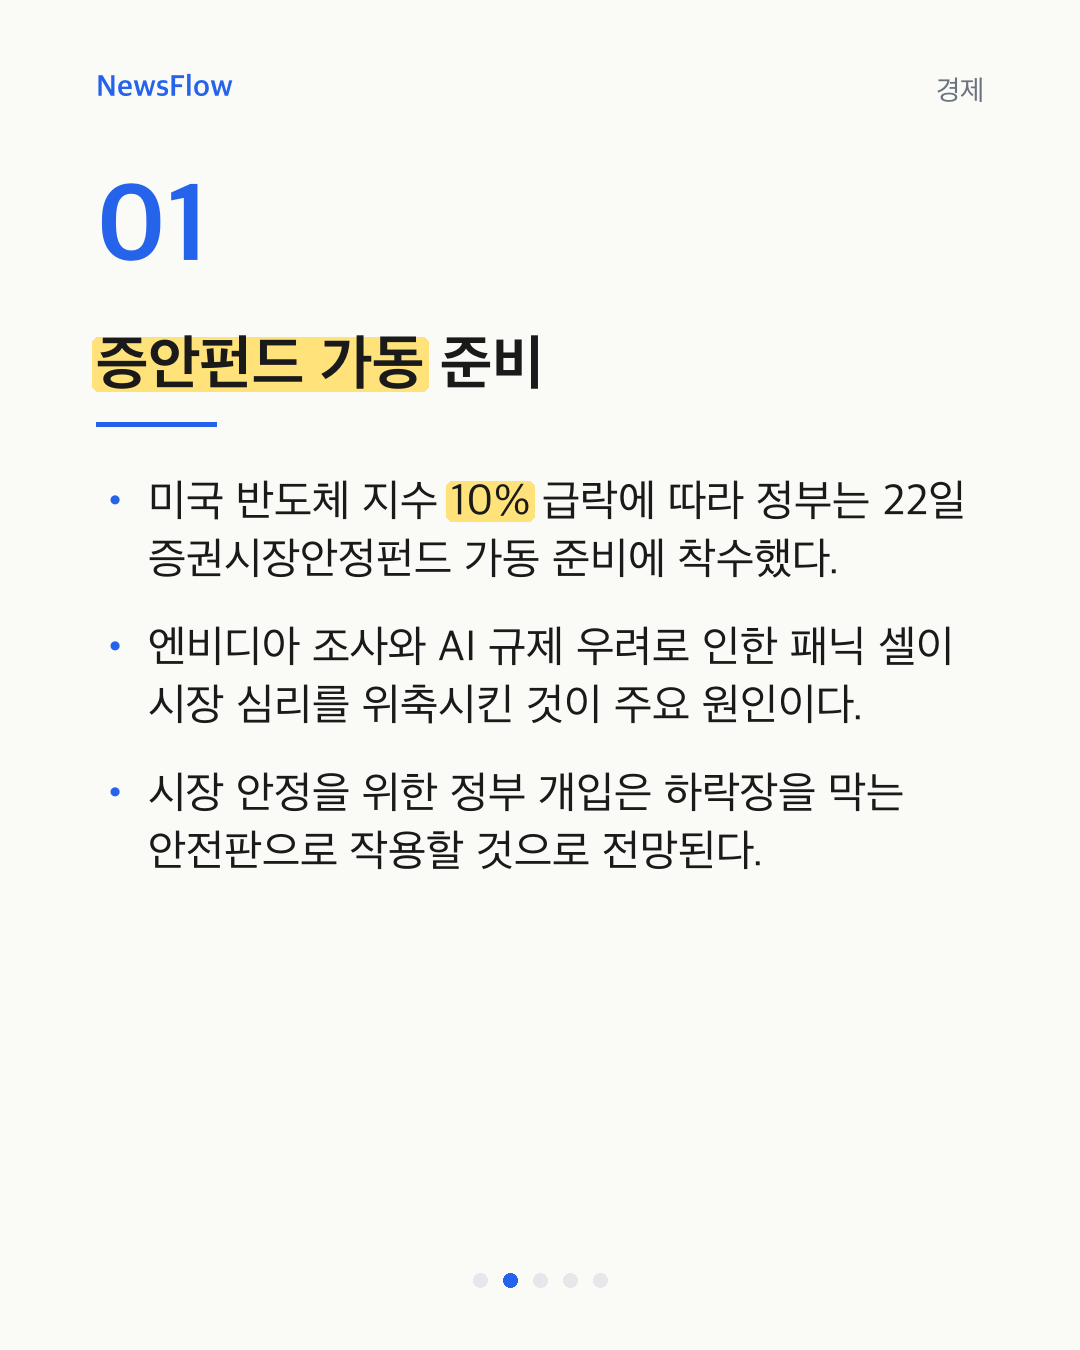 NewsFlow
경제
01
증안펀드 가동 준비
• 미국 반도체 지수 10% 급락에 따라 정부는 22일
증권시장안정펀드 가동 준비에 착수했다.
• 엔비디아 조사와 AI 규제 우려로 인한 패닉 셀이
시장 심리를 위축시킨 것이 주요 원인이다.
• 시장 안정을 위한 정부 개입은 하락장을 막는
안전판으로 작용할 것으로 전망된다.